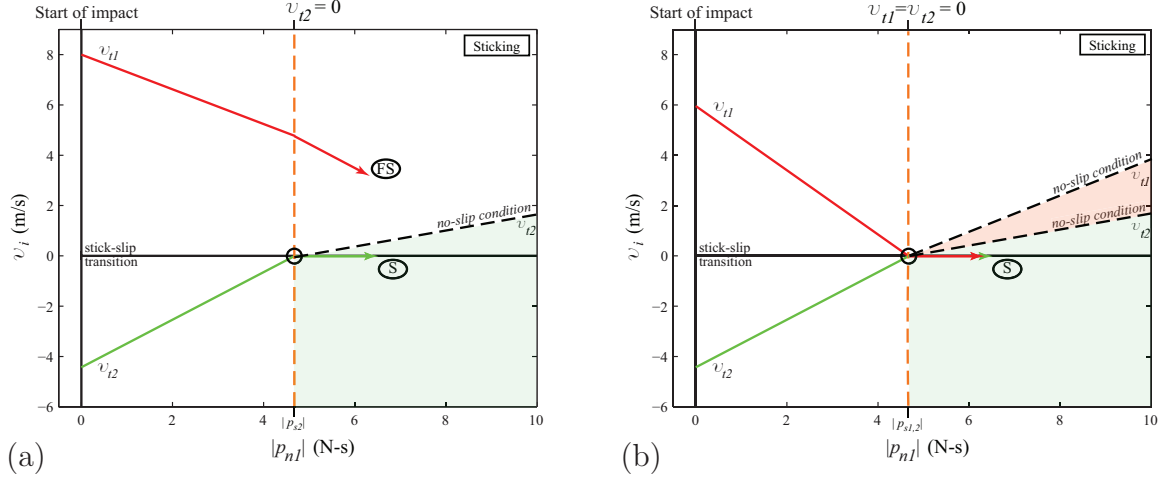 Start of impact
υt2 = 0
Sticking
υt1
FS
no-slip condition
υt2
stick-slip
transition
S
υt2
8
6
4
2
0
−2
−4
−6
υi (m/s)
0
2
4
6
8
10
|ps2|
|pn1| (N-s)
(a)
Start of impact
υt1=υt2 = 0
Sticking
υt1
no-slip condition
υt1
no-slip condition
υt2
stick-slip
transition
S
υt2
8
6
4
2
0
−2
−4
−6
υi (m/s)
0
2
4
6
8
10
|ps1,2|
|pn1| (N-s)
(b)